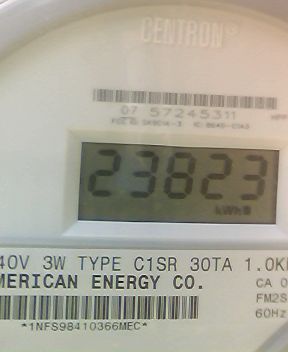 CENTRON®
07 57245311
23823
kWh
40V 3W TYPE C1SR 30TA 1.0K
MERICAN ENERGY CO.
CA 0
FM2S
60Hz
*1NFS98410366MEC*